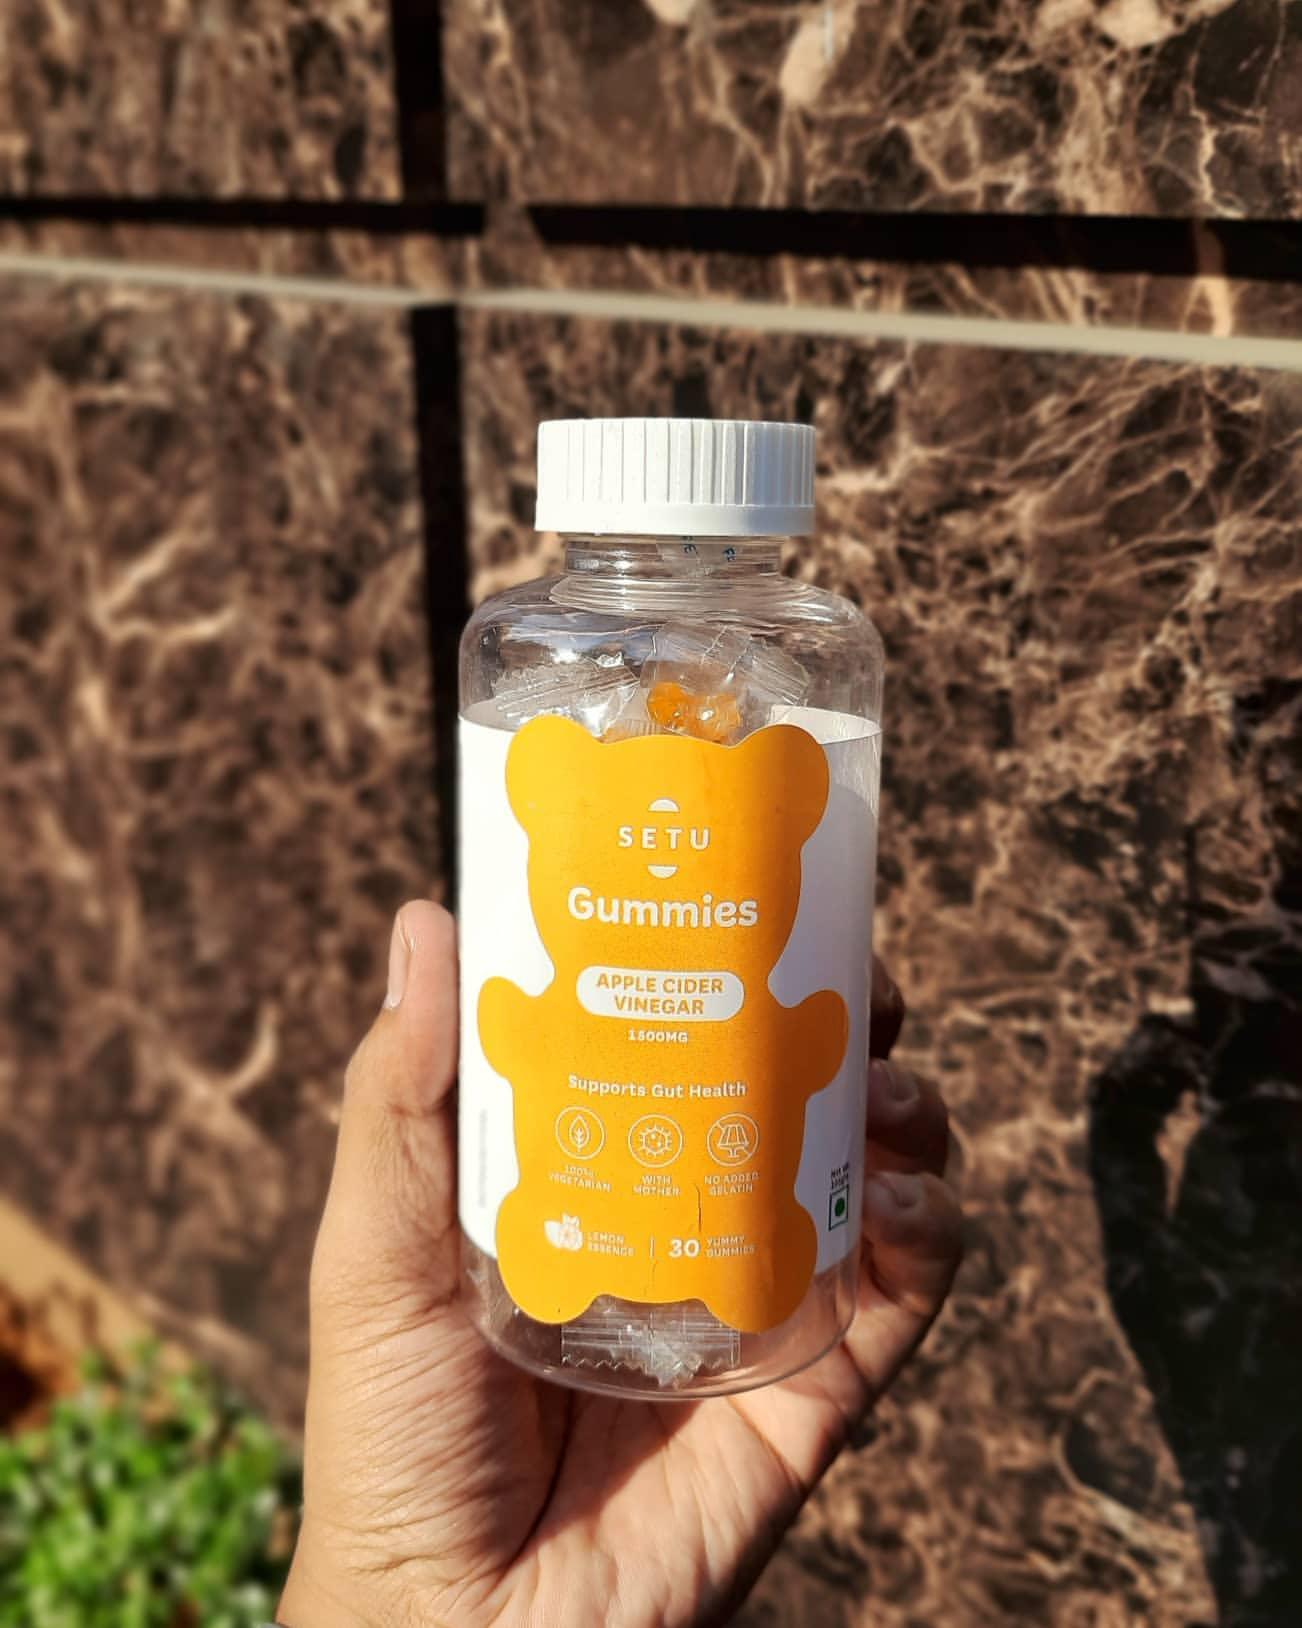 SETU
Gummies
APPLE CIDER
VINEGAR
1500MG
Supports Gut Health
100%
VEGETARIAN
WITH
MOTHER
NO ADDED
GELATIN
LEMON
ESSENCE
30 YUMMY
GUMMIES